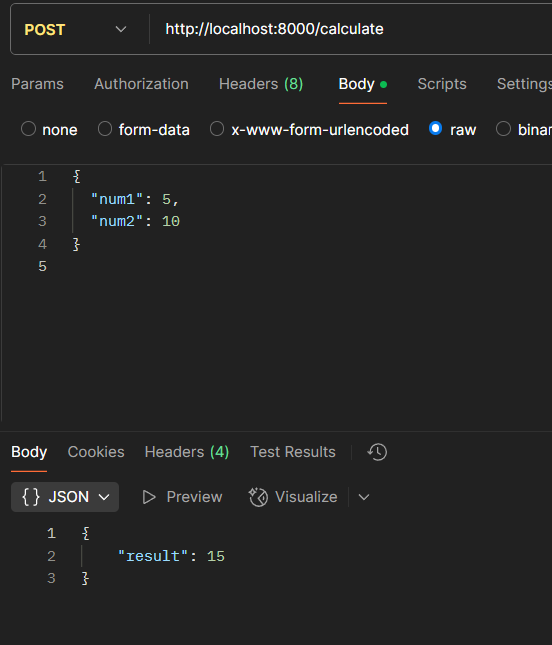 POST http://localhost:8000/calculate
Params Authorization Headers (8) Body Scripts Settings
none form-data x-www-form-urlencoded raw binar
1 {
2 "num1": 5,
3 "num2": 10
4 }
5
Body Cookies Headers (4) Test Results
{} JSON Preview Visualize
1 {
2 "result": 15
3 }